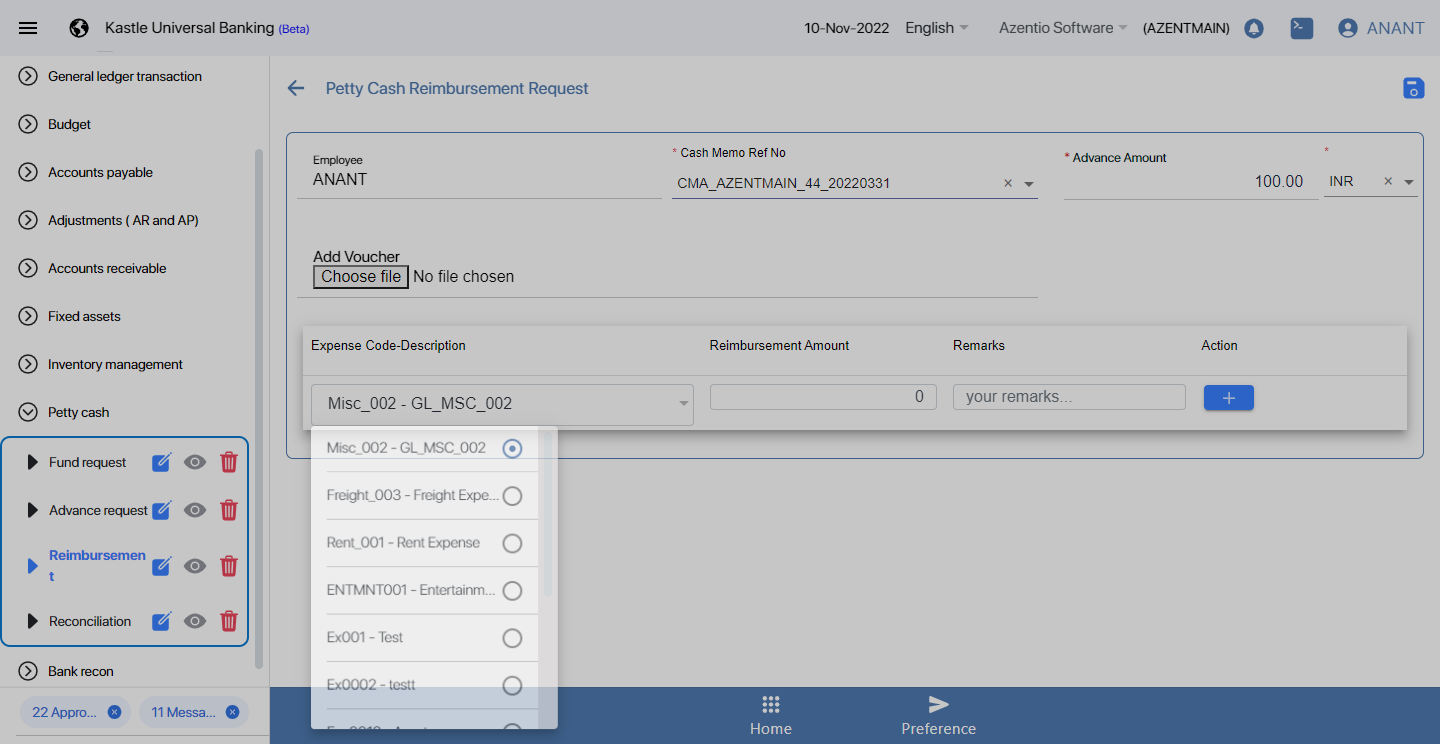 Kastle Universal Banking (Beta)
10-Nov-2022
English
Azentio Software
(AZENTMAIN)
ANANT
General ledger transaction
Budget
Accounts payable
Adjustments ( AR and AP)
Accounts receivable
Fixed assets
Inventory management
Petty cash
Fund request
Advance request
Reimbursemen
t
Reconciliation
Bank recon
22 Appro...
11 Messa...
Petty Cash Reimbursement Request
Employee
ANANT
* Cash Memo Ref No
CMA_AZENTMAIN_44_20220331
* Advance Amount
100.00
*
INR
Add Voucher
Choose file No file chosen
Expense Code-Description
Reimbursement Amount
Remarks
Action
Misc_002 - GL_MSC_002
0
your remarks...
+
Misc_002 - GL_MSC_002
Freight_003 - Freight Expe...
Rent_001 - Rent Expense
ENTMNT001 - Entertainm...
Ex001 - Test
Ex0002 - testt
Home
Preference